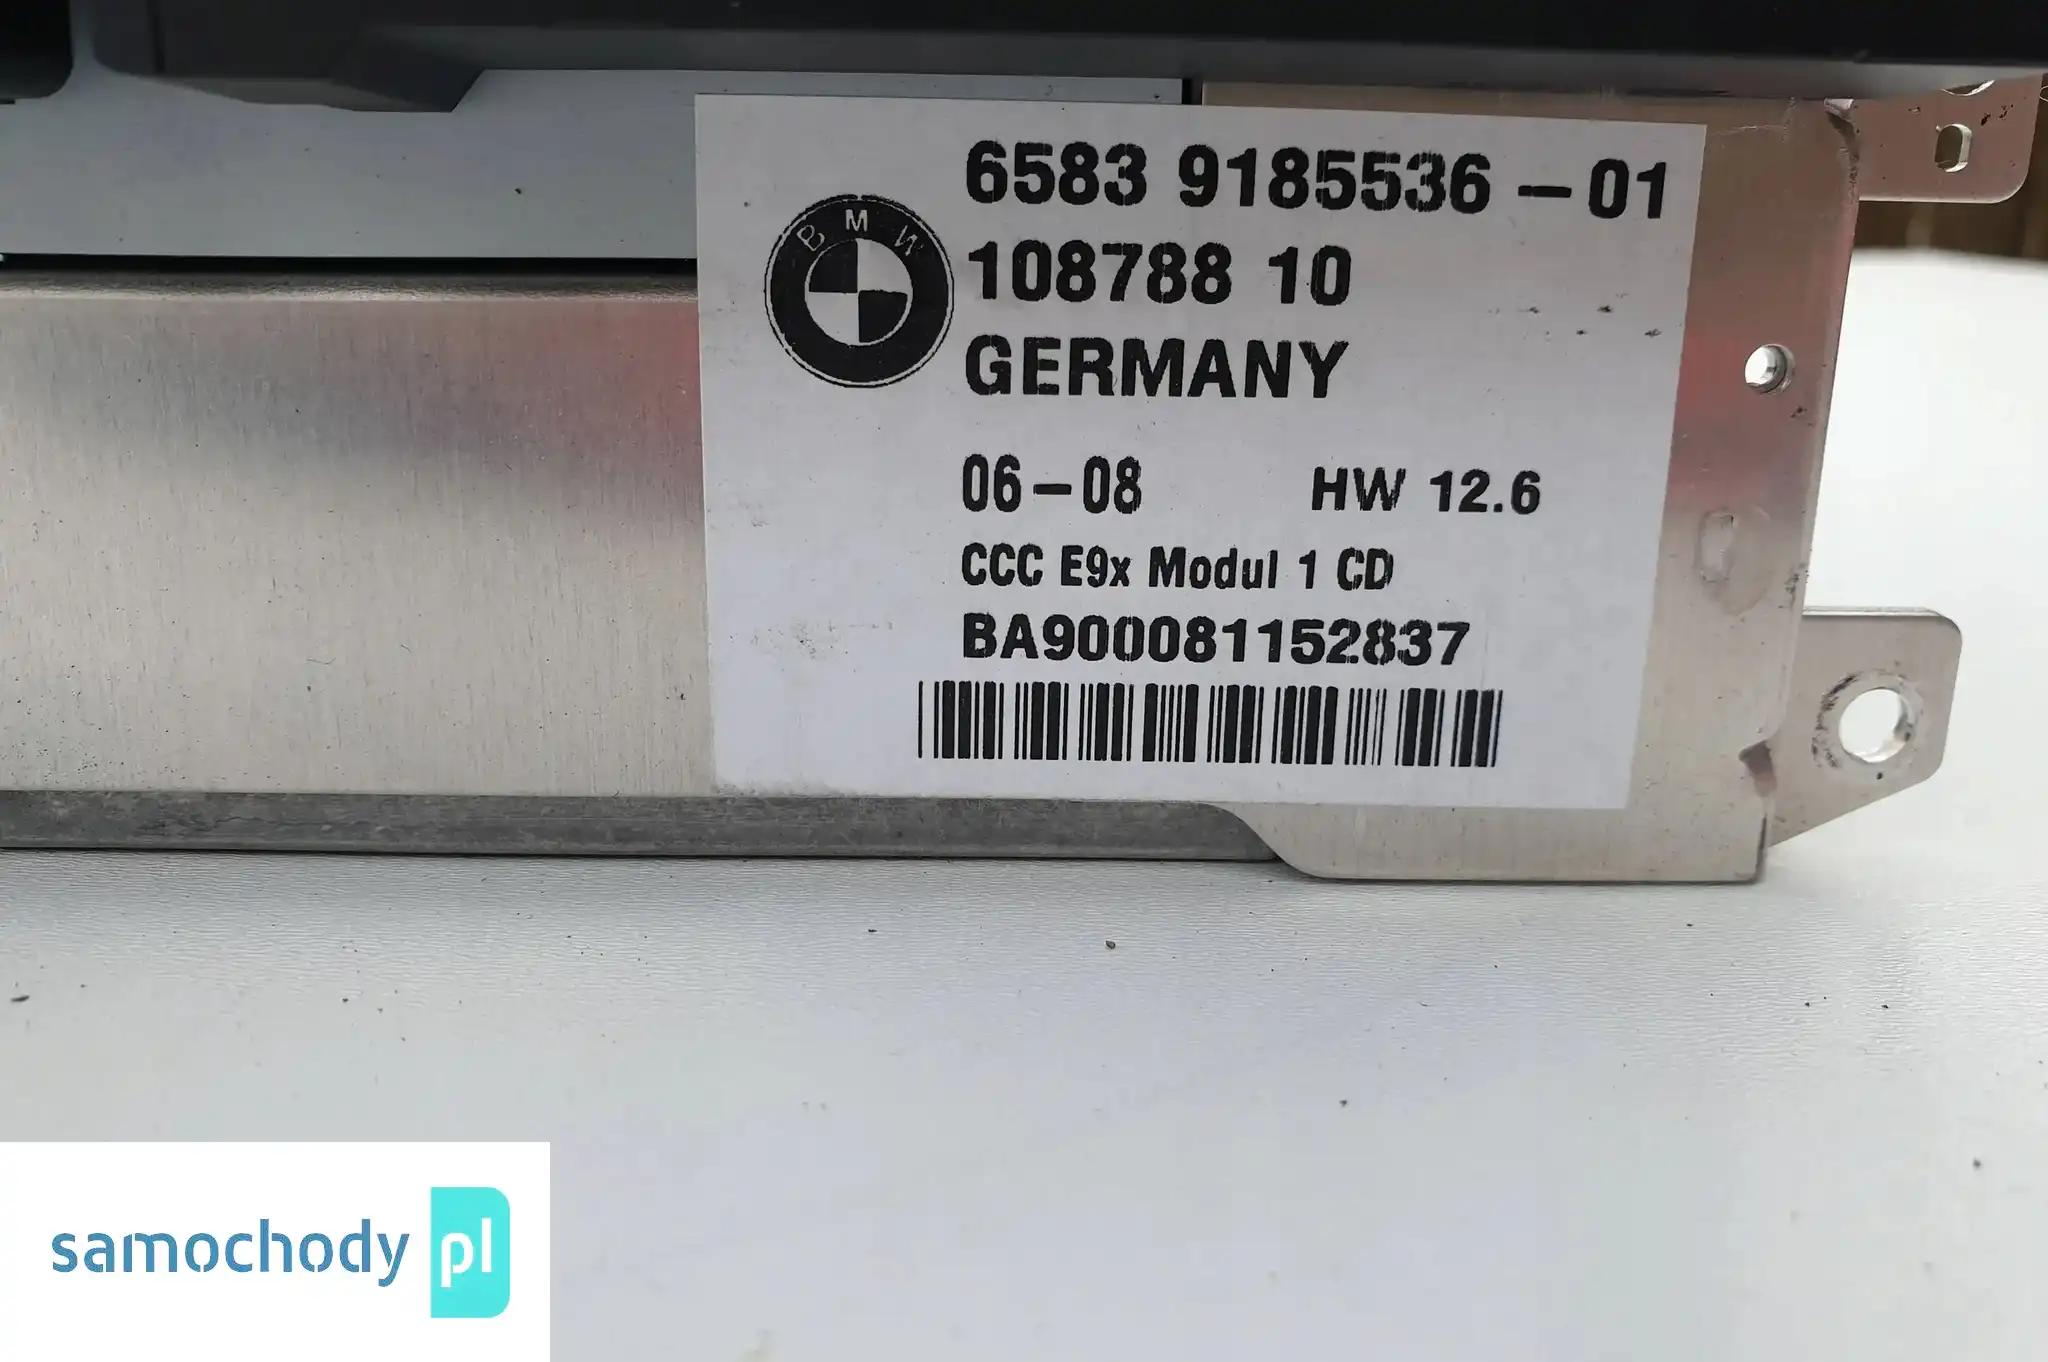 6583 9185536 - 01
BMW
108788 10
GERMANY
06 - 08 HW 12.6
CCC E9x Modul 1 CD
BA900081152837
samochody pl